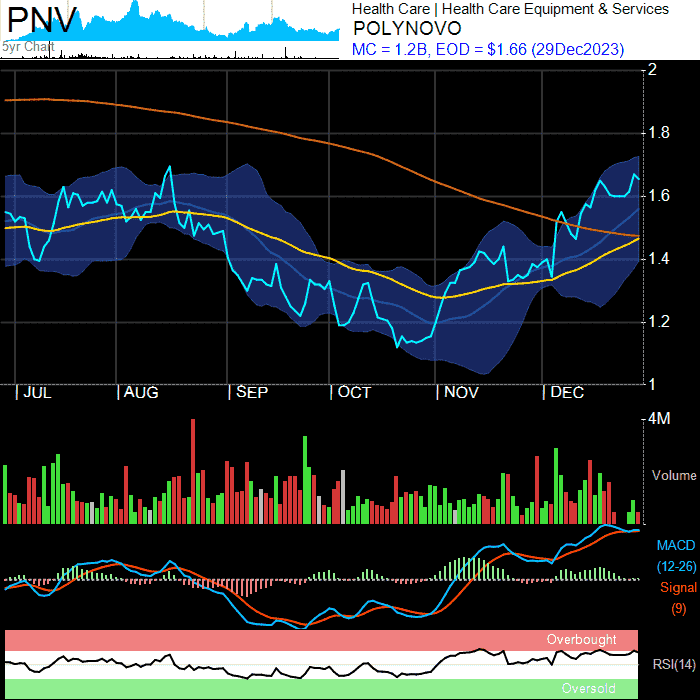 PNV
5yr Chart
Health Care | Health Care Equipment & Services
POLYNOVO
MC = 1.2B, EOD = $1.66 (29Dec2023)
2
1.8
1.6
1.4
1.2
1
| JUL | AUG | SEP | OCT | NOV | DEC
4M
Volume
MACD
(12-26)
Signal
(9)
Overbought
RSI(14)
Oversold